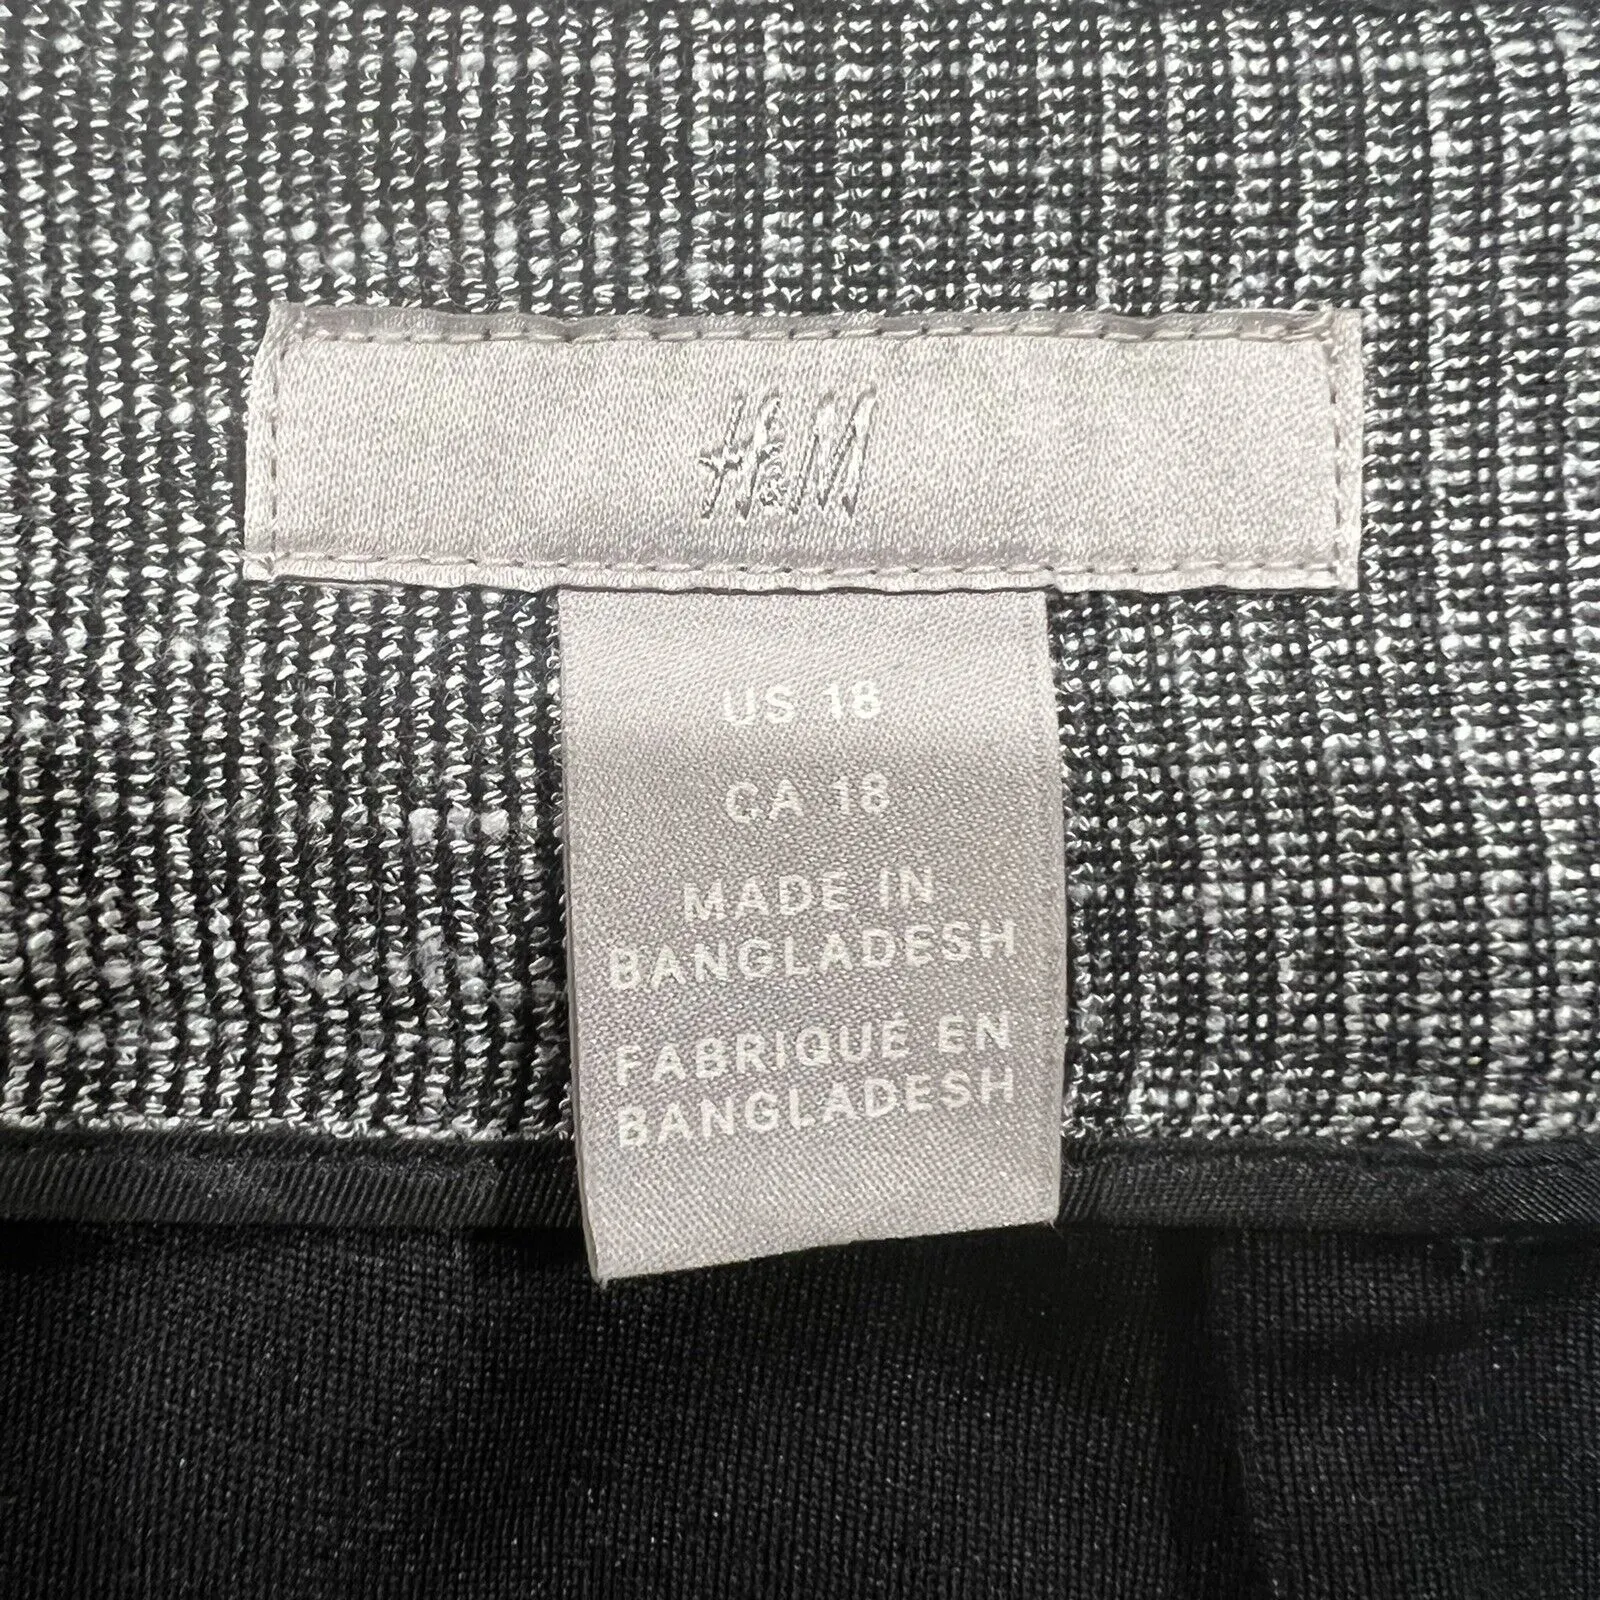 H&M
US 18
CA 18
MADE IN
BANGLADESH
FABRIQUÉ EN
BANGLADESH